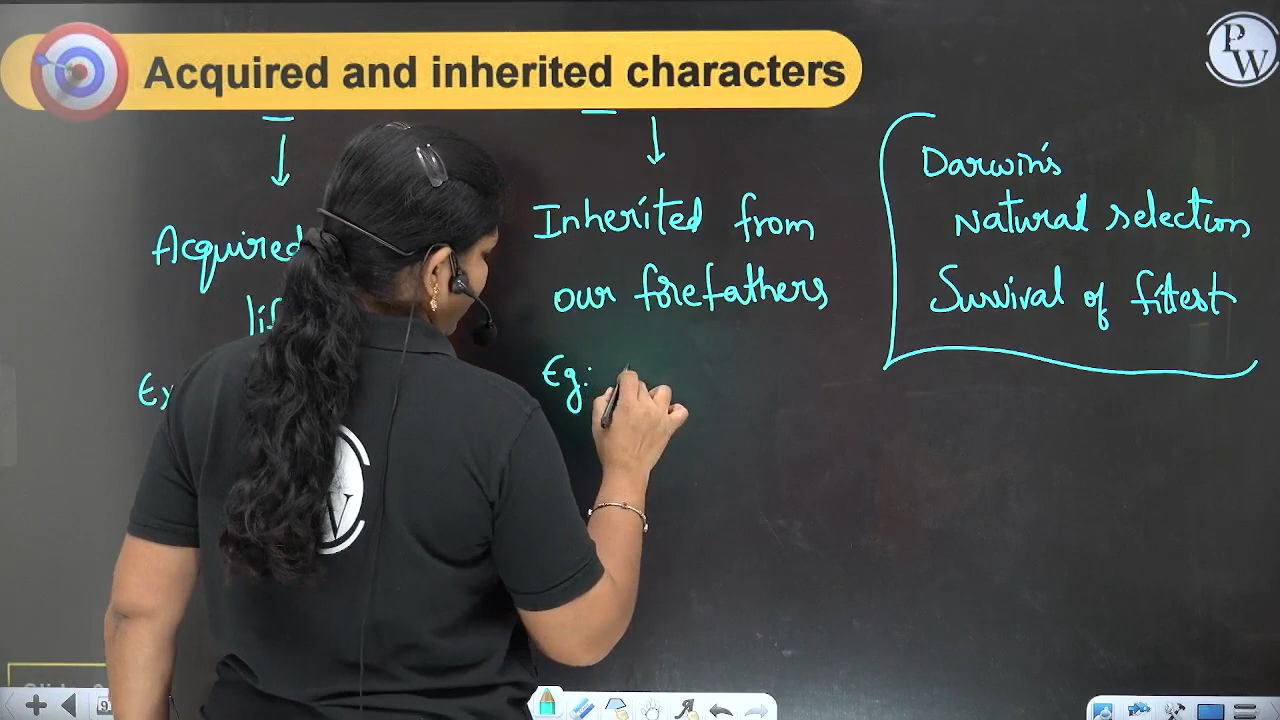 Acquired and inherited characters
PW
Acquired
Inherited from
our forefathers
Eg:
Darwin's
Natural selection
Survival of fittest